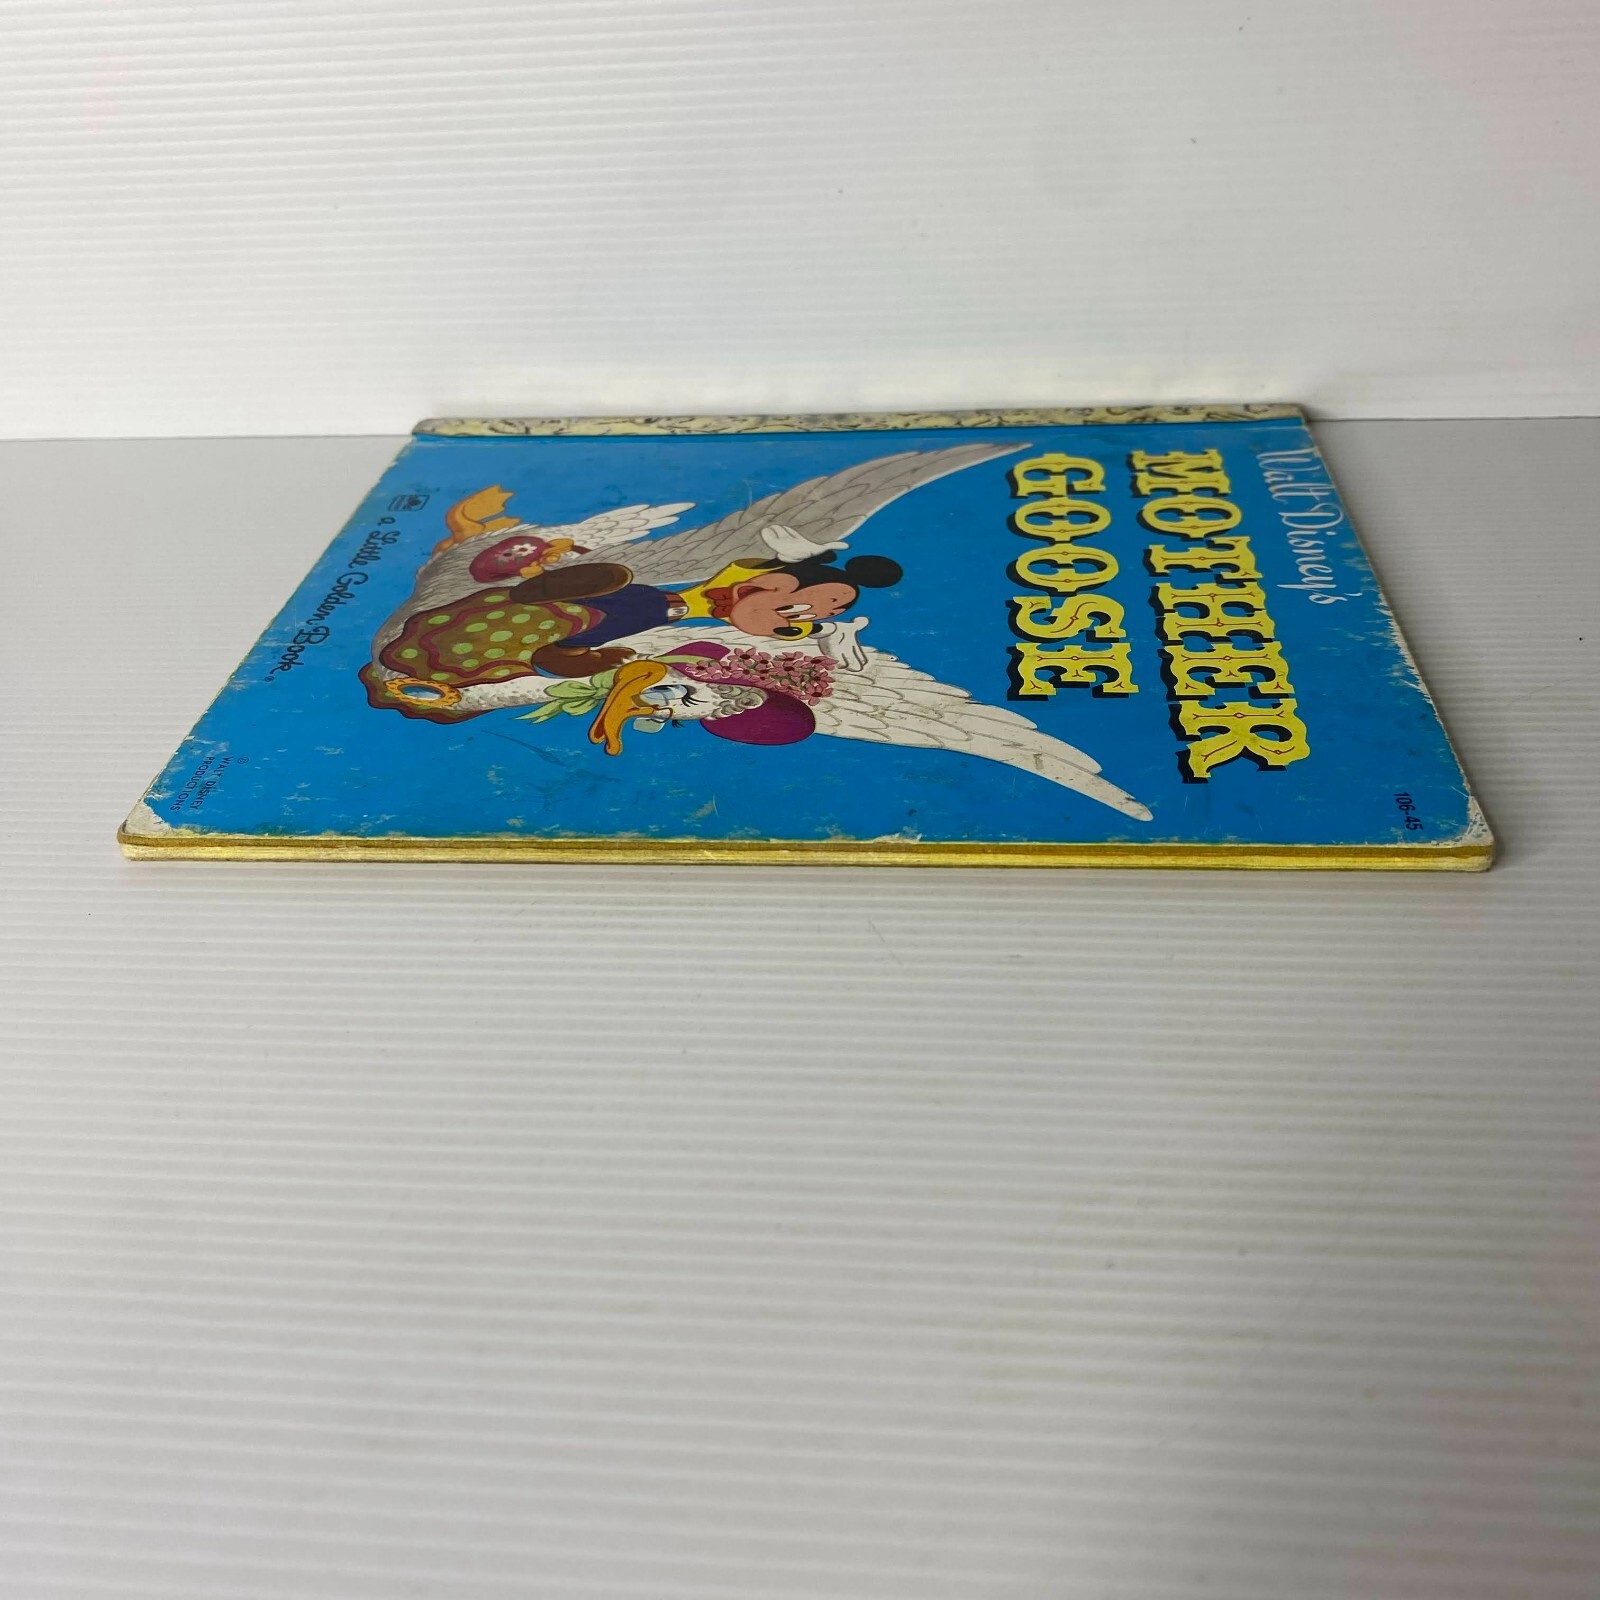 Walt Disney's
106-45
MOTHER
GOOSE
M
a Little Golden Book®
© WALT DISNEY
PRODUCTIONS